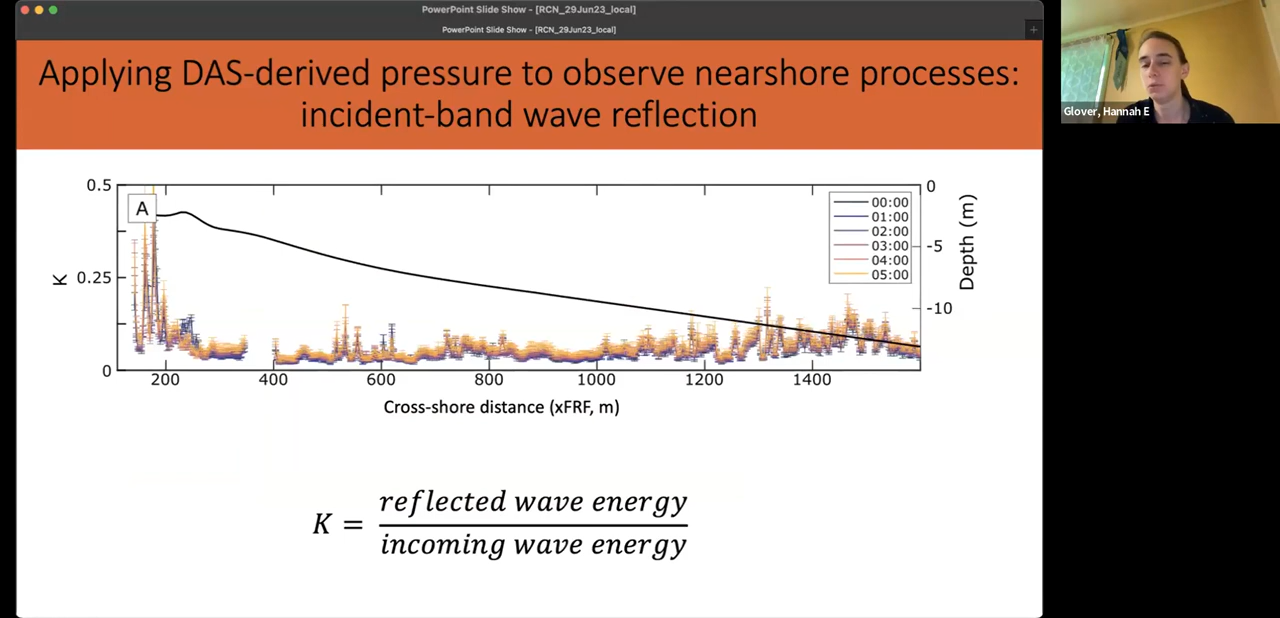 PowerPoint Slide Show - [RCN_29Jun23_local]
PowerPoint Slide Show - [RCN_29Jun23_local]
+
Applying DAS-derived pressure to observe nearshore processes:
incident-band wave reflection
Glover, Hannah E
0.5
0.25
0
K
A
00:00
01:00
02:00
03:00
04:00
05:00
0
-5
-10
Depth (m)
200 400 600 800 1000 1200 1400
Cross-shore distance (xFRF, m)
K = reflected wave energy
incoming wave energy